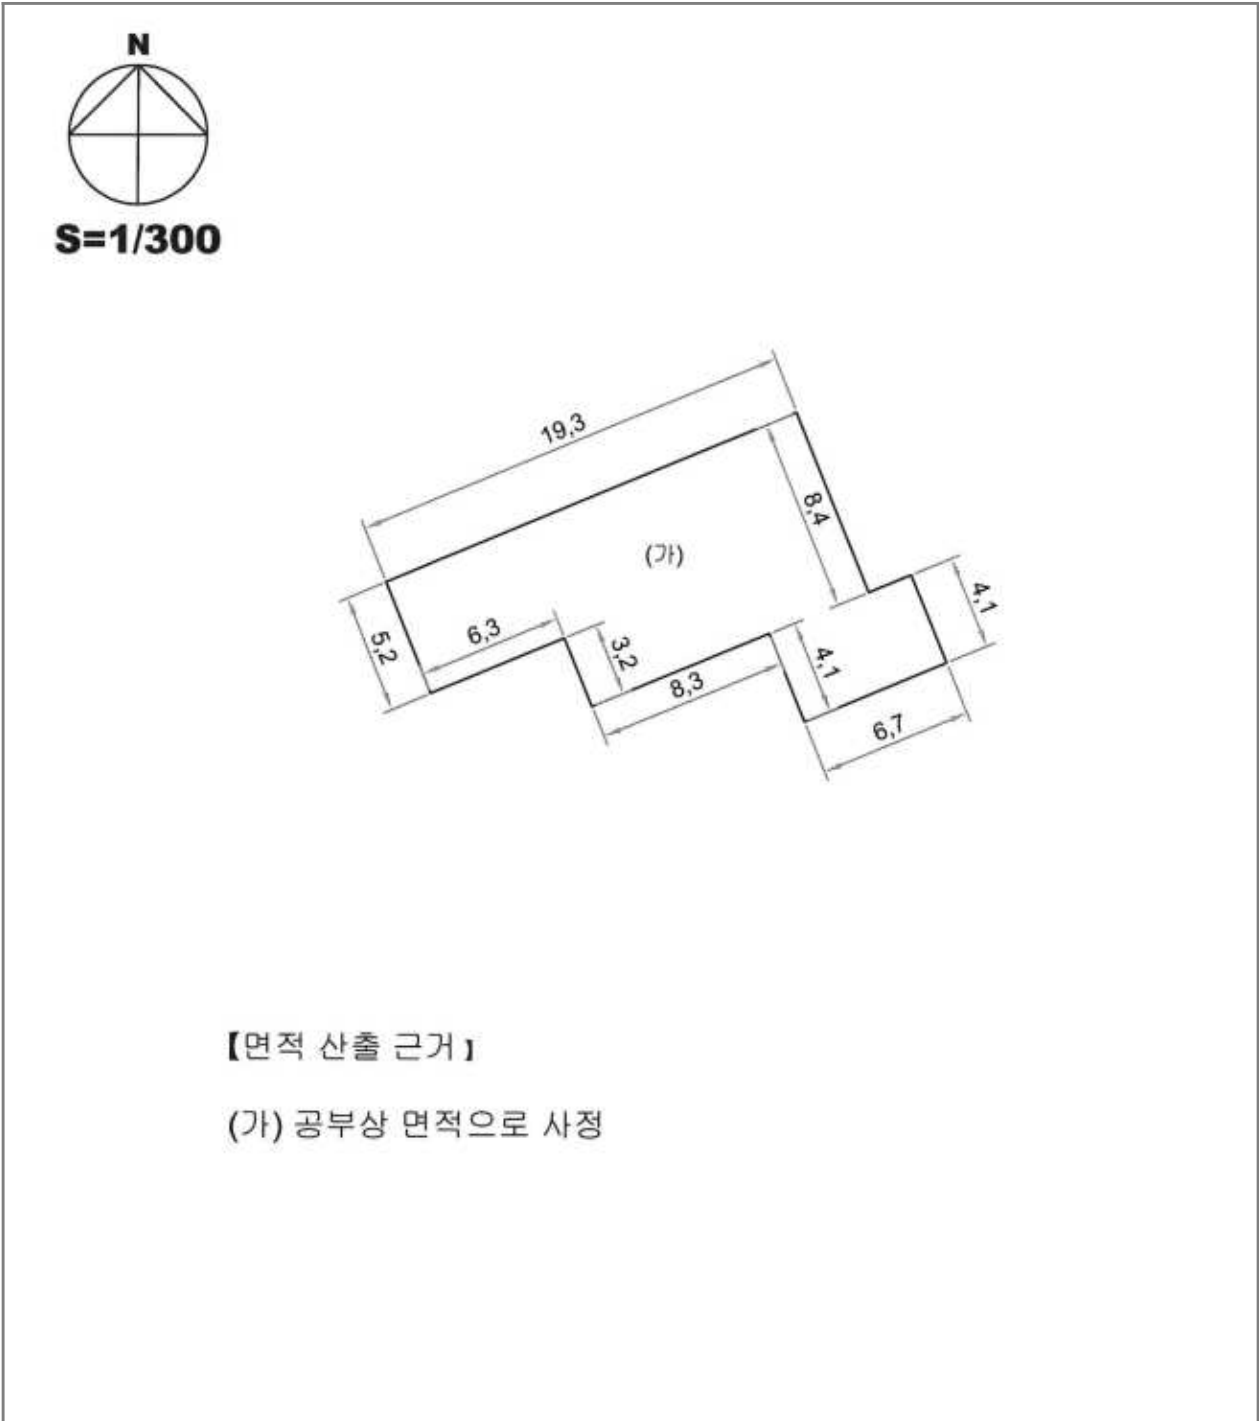 N
S=1/300
19,3
8,4
(가)
4,1
5,2
6,3
3,2
4,1
8,3
6,7
【면적 산출 근거】
(가) 공부상 면적으로 사정